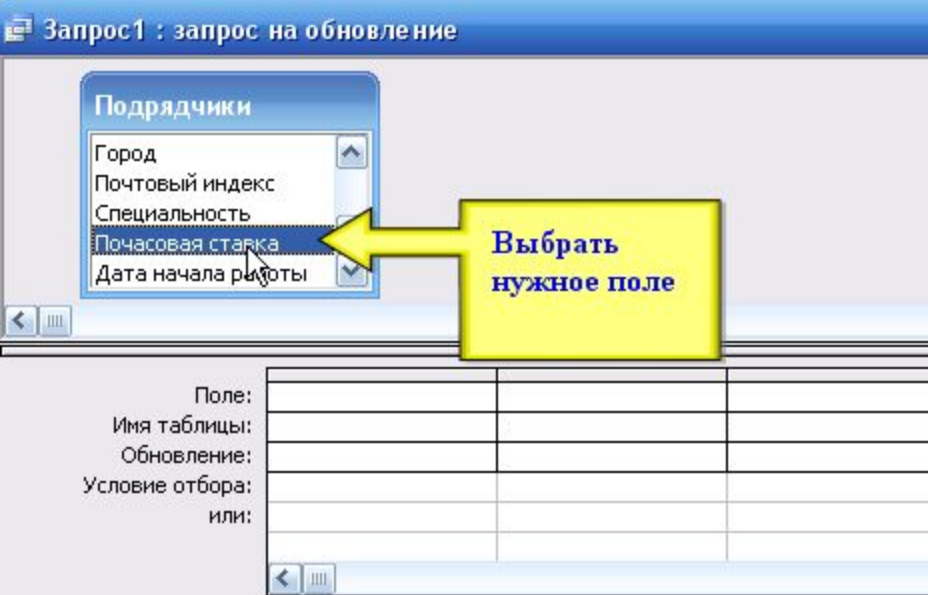 Запрос1 : запрос на обновление
Подрядчики
Город
Почтовый индекс
Специальность
Почасовая ставка
Дата начала работы
Выбрать
нужное поле
Поле:
Имя таблицы:
Обновление:
Условие отбора:
или: